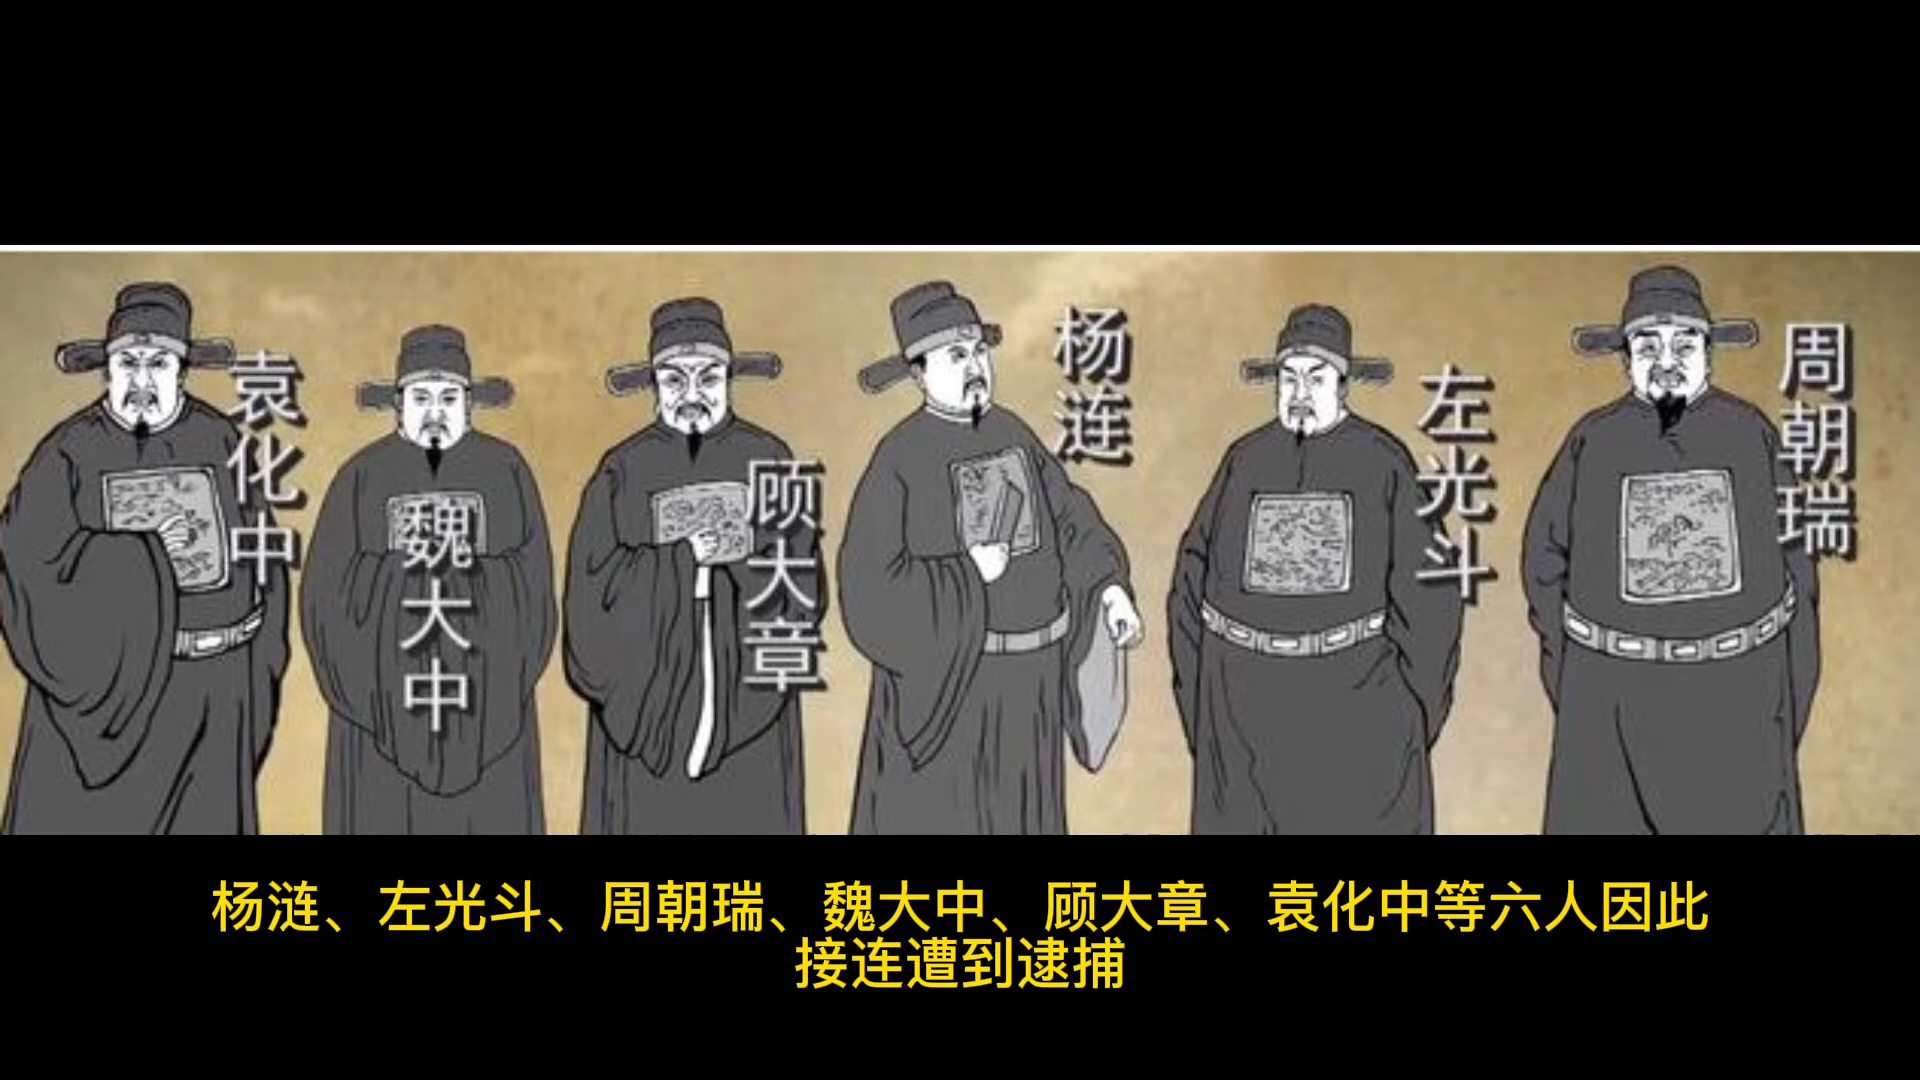 袁化中
魏大中
顾大章
杨涟
左光斗
周朝瑞
杨涟、左光斗、周朝瑞、魏大中、顾大章、袁化中等六人因此
接连遭到逮捕